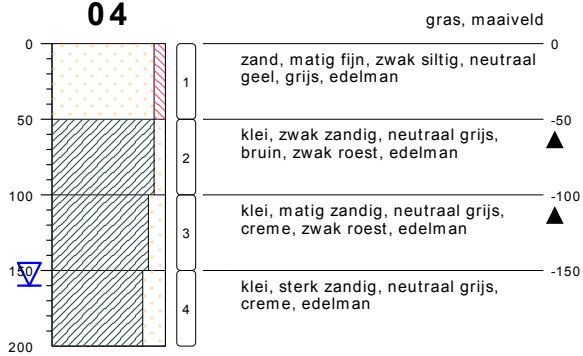 04
gras, maaiveld
0
0
1
zand, matig fijn, zwak siltig, neutraal
geel, grijs, edelman
50
-50
2
klei, zwak zandig, neutraal grijs,
bruin, zwak roest, edelman
100
-100
3
klei, matig zandig, neutraal grijs,
creme, zwak roest, edelman
150
-150
4
klei, sterk zandig, neutraal grijs,
creme, edelman
200